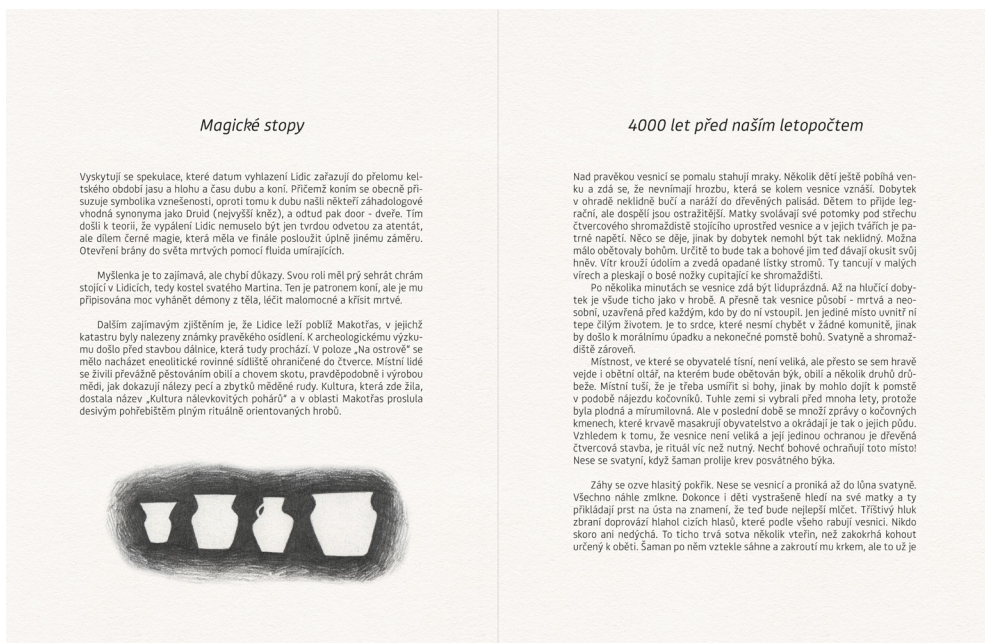 Magické stopy
Vyskytují se spekulace, které datum vyhlazení Lidic zařazují do přelomu kel-
tského období jasu a hlohu a času dubu a koní. Přičemž koním se obecně při-
suzuje symbolika vznešenosti, oproti tomu k dubu našli někteří záhadologové
vhodná synonyma jako Druid (nejvyšší kněz), a odtud pak door - dveře. Tím
došli k teorii, že vypálení Lidic nemuselo být jen tvrdou odvetou za atentát,
ale dílem černé magie, která měla ve finále posloužit úplně jinému záměru.
Otevření brány do světa mrtvých pomocí fluida umírajících.
Myšlenka je to zajímavá, ale chybí důkazy. Svou roli měl prý sehrát chrám
stojící v Lidicích, tedy kostel svatého Martina. Ten je patronem koní, ale je mu
připisována moc vyhánět démony z těla, léčit malomocné a křísit mrtvé.
Dalším zajímavým zjištěním je, že Lidice leží poblíž Makotřas, v jejichž
katastru byly nalezeny známky pravěkého osídlení. K archeologickému výzku-
mu došlo před stavbou dálnice, která tudy prochází. V poloze „Na ostrově" se
mělo nacházet eneolitické rovinné sídliště ohraničené do čtverce. Místní lidé
se živili převážně pěstováním obilí a chovem skotu, pravděpodobně i výrobou
mědi, jak dokazují nálezy pecí a zbytků měděné rudy. Kultura, která zde žila,
dostala název „Kultura nálevkovitých pohárů" a v oblasti Makotřas proslula
desivým pohřebištěm plným rituálně orientovaných hrobů.
4000 let před naším letopočtem
Nad pravěkou vesnicí se pomalu stahují mraky. Několik dětí ještě pobíhá ven-
ku a zdá se, že nevnímají hrozbu, která se kolem vesnice vznáší. Dobytek
v ohradě neklidně bučí a naráží do dřevěných palisád. Dětem to přijde leg-
rační, ale dospělí jsou ostražitější. Matky svolávají své potomky pod střechu
čtvercového shromaždiště stojícího uprostřed vesnice a v jejich tvářích je pa-
trné napětí. Něco se děje, jinak by dobytek nemohl být tak neklidný. Možna
málo obětovaly bohům. Určitě to bude tak a bohové jim teď dávají okusit svůj
hněv. Vítr krouží údolím a zvedá opadané lístky stromů. Ty tancují v malých
vírech a pleskají o bosé nožky cupitající ke shromaždišti.
Po několika minutách se vesnice zdá být liduprázdná. Až na hlučící doby-
tek je všude ticho jako v hrobě. A přesně tak vesnice působí - mrtvá a neo-
sobní, uzavřená před každým, kdo by do ní vstoupil. Jen jediné místo uvnitř ní
tepe čilým životem. Je to srdce, které nesmí chybět v žádné komunitě, jinak
by došlo k morálnímu úpadku a nekonečné pomstě bohů. Svatyně a shromaž-
diště zároveň.
Místnost, ve které se obyvatelé tísní, není veliká, ale přesto se sem hravě
vejde i obětní oltář, na kterém bude obětován býk, obilí a několik druhů drů-
beže. Místní tuší, že je třeba usmířit si bohy, jinak by mohlo dojít k pomstě
v podobě nájezdu kočovníků. Tuhle zemi si vybrali před mnoha lety, protože
byla plodná a mírumilovná. Ale v poslední době se množí zprávy o kočovných
kmenech, které krvavě masakrují obyvatelstvo a okrádají je tak o jejich půdu.
Vzhledem k tomu, že vesnice není veliká a její jedinou ochranou je dřevěná
čtvercová stavba, je rituál víc než nutný. Nechť bohové ochraňují toto místo!
Nese se svatyní, když šaman prolije krev posvátného býka.
Záhy se ozve hlasitý pokřik. Nese se vesnicí a proniká až do lůna svatyně.
Všechno náhle zmlkne. Dokonce i děti vystrašeně hledí na své matky a ty
přikládají prst na ústa na znamení, že teď bude nejlepší mlčet. Tříštivý hluk
zbraní doprovází hlahol cizích hlasů, které podle všeho rabují vesnici. Nikdo
skoro ani nedýchá. To ticho trvá sotva několik vteřin, než zakokrhá kohout
určený k oběti. Šaman po něm vztekle sáhne a zakroutí mu krkem, ale to už je